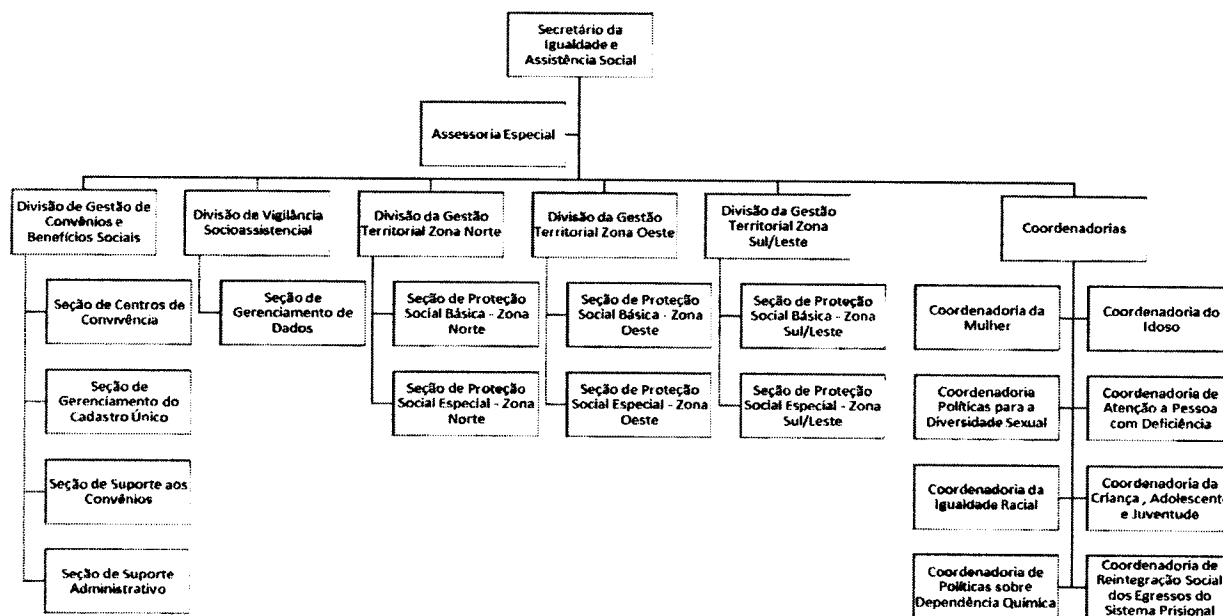 Secretário da
Igualdade e
Assistência Social
Assessoria Especial
Divisão de Gestão de
Convênios e
Benefícios Sociais
Divisão de Vigilância
Socioassistencial
Divisão da Gestão
Territorial Zona Norte
Divisão da Gestão
Territorial Zona Oeste
Divisão da Gestão
Territorial Zona
Sul/Leste
Coordenadorias
Seção de Centros de
Convivência
Seção de
Gerenciamento do
Cadastro Único
Seção de Suporte aos
Convênios
Seção de Suporte
Administrativo
Seção de
Gerenciamento de
Dados
Seção de Proteção
Social Básica - Zona
Norte
Seção de Proteção
Social Especial - Zona
Norte
Seção de Proteção
Social Básica - Zona
Oeste
Seção de Proteção
Social Especial - Zona
Oeste
Seção de Proteção
Social Básica - Zona
Sul/Leste
Seção de Proteção
Social Especial - Zona
Sul/Leste
Coordenadoria da
Mulher
Coordenadoria do
Idoso
Coordenadoria
Políticas para a
Diversidade Sexual
Coordenadoria de
Atenção a Pessoa
com Deficiência
Coordenadoria da
Igualdade Racial
Coordenadoria da
Criança , Adolescente
e Juventude
Coordenadoria de
Políticas sobre
Dependência Química
Coordenadoria de
Reintegração Social
dos Egressos do
Sistema Prisional